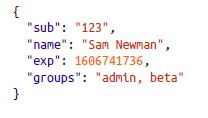 {
"sub": "123",
"name": "Sam Newman",
"exp": 1606741736,
"groups": "admin, beta"
}